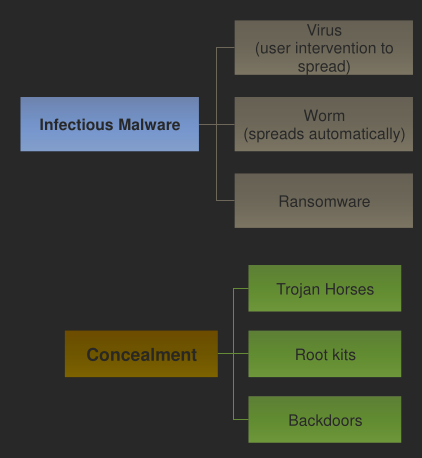 Virus
(user intervention to
spread)
Infectious Malware
Worm
(spreads automatically)
Ransomware
Trojan Horses
Concealment
Root kits
Backdoors